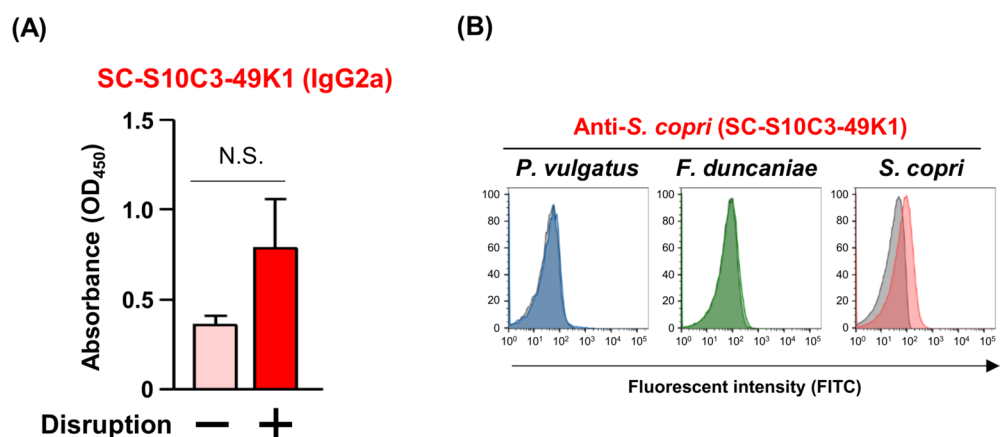 (A)
SC-S10C3-49K1 (IgG2a)
Absorbance (OD450)
1.5
1.0
0.5
0
N.S.
Disruption − +
(B)
Anti-S. copri (SC-S10C3-49K1)
P. vulgatus F. duncaniae S. copri
100 100 100
80 80 80
60 60 60
40 40 40
20 20 20
0 0 0
10⁰ 10¹ 10² 10³ 10⁵ 10⁰ 10¹ 10² 10³ 10⁵ 10⁰ 10¹ 10² 10³ 10⁵
Fluorescent intensity (FITC)